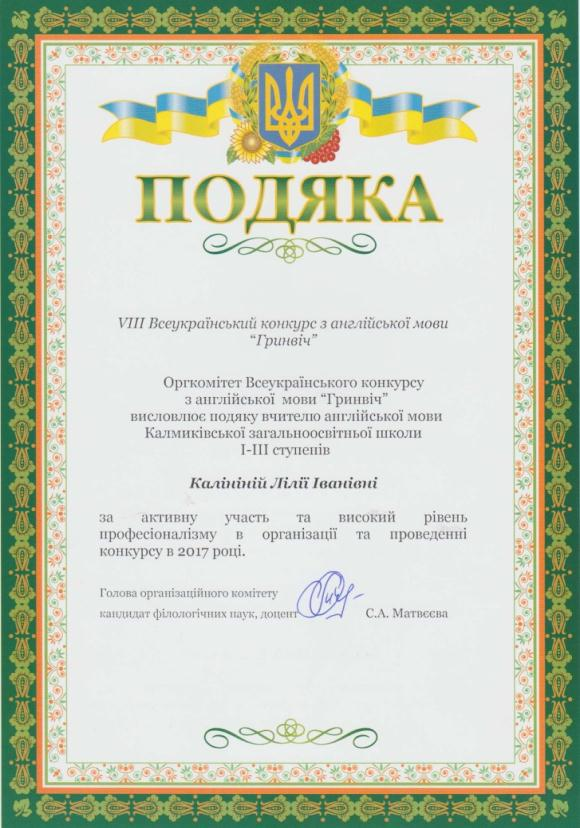 ПОДЯКА
VIII Всеукраїнський конкурс з англійської мови
“Гринвіч”
Оргкомітет Всеукраїнського конкурсу
з англійської мови “Гринвіч”
висловлює подяку вчителю англійської мови
Калмиківської загальноосвітньої школи
І-ІІІ ступенів
Калініній Лілії Іванівні
за активну участь та високий рівень
професіоналізму в організації та проведенні
конкурсу в 2017 році.
Голова організаційного комітету
кандидат філологічних наук, доцент С.А. Матвєєва